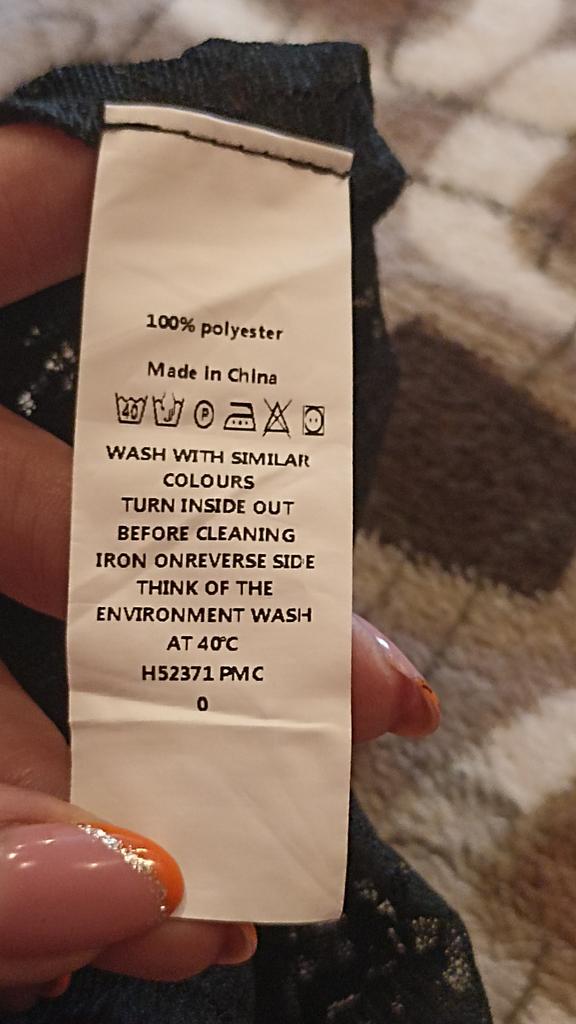 100% polyester
Made in China
40 P
WASH WITH SIMILAR
COLOURS
TURN INSIDE OUT
BEFORE CLEANING
IRON ONREVERSE SIDE
THINK OF THE
ENVIRONMENT WASH
AT 40°C
H52371 PMC
0